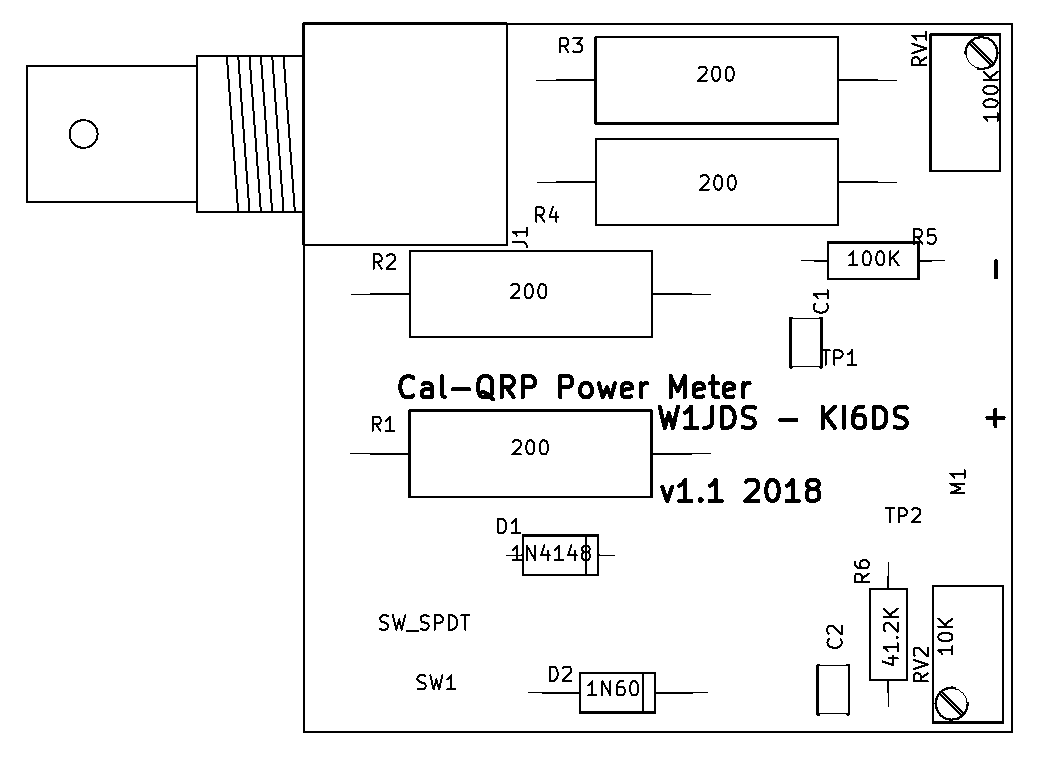 R3
200
RV1
100K
200
R4
J1
R5
100K
R2
200
-
C1
TP1
Cal-QRP Power Meter
W1JDS - KI6DS
+
R1
200
v1.1 2018
M1
TP2
D1
1N4148
R6
41.2K
10K
RV2
C2
SW_SPDT
SW1
D2
1N60